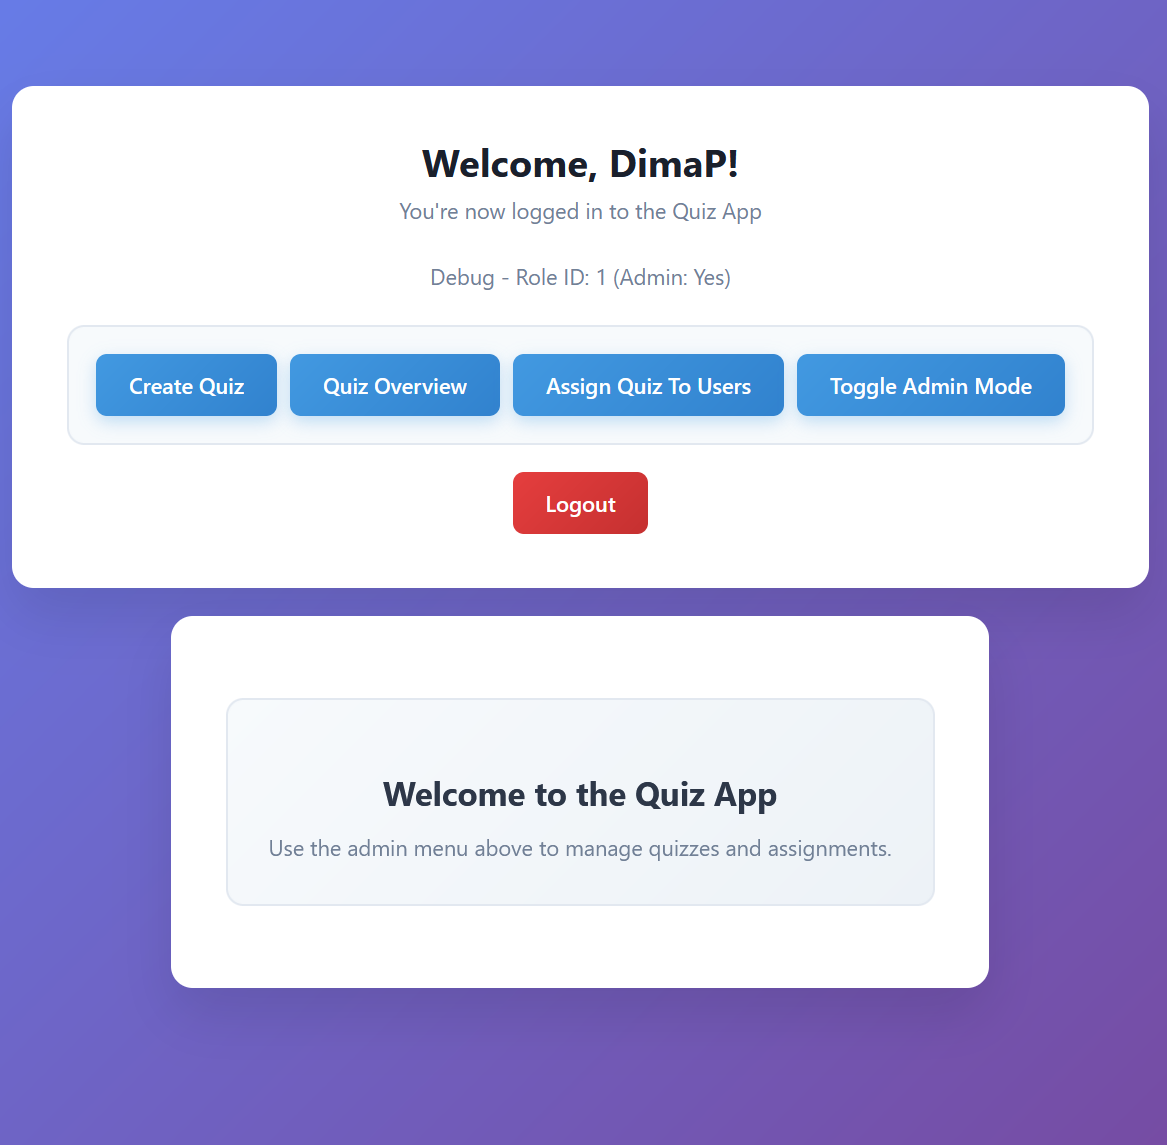 Welcome, DimaP!
You're now logged in to the Quiz App
Debug - Role ID: 1 (Admin: Yes)
Create Quiz
Quiz Overview
Assign Quiz To Users
Toggle Admin Mode
Logout
Welcome to the Quiz App
Use the admin menu above to manage quizzes and assignments.